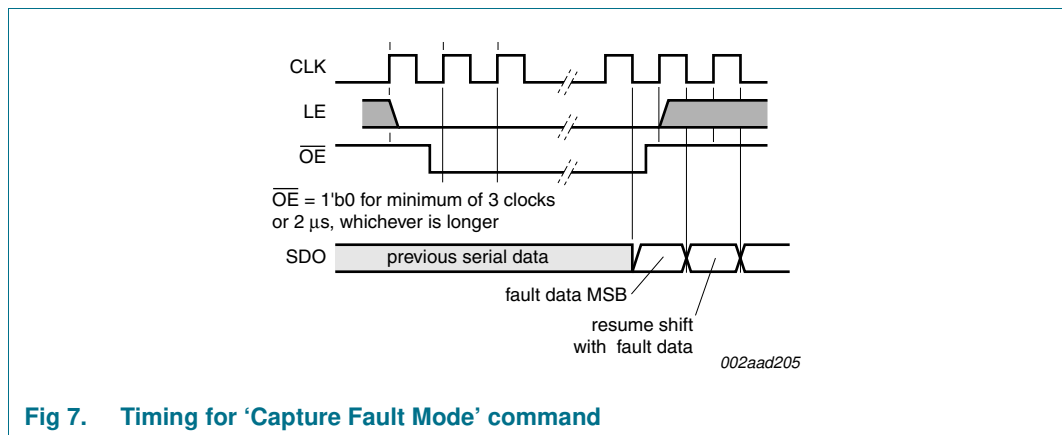 CLK
LE
OE
OE = 1'b0 for minimum of 3 clocks
or 2 μs, whichever is longer
SDO
previous serial data
fault data MSB
resume shift
with fault data
002aad205
Fig 7. Timing for ‘Capture Fault Mode’ command